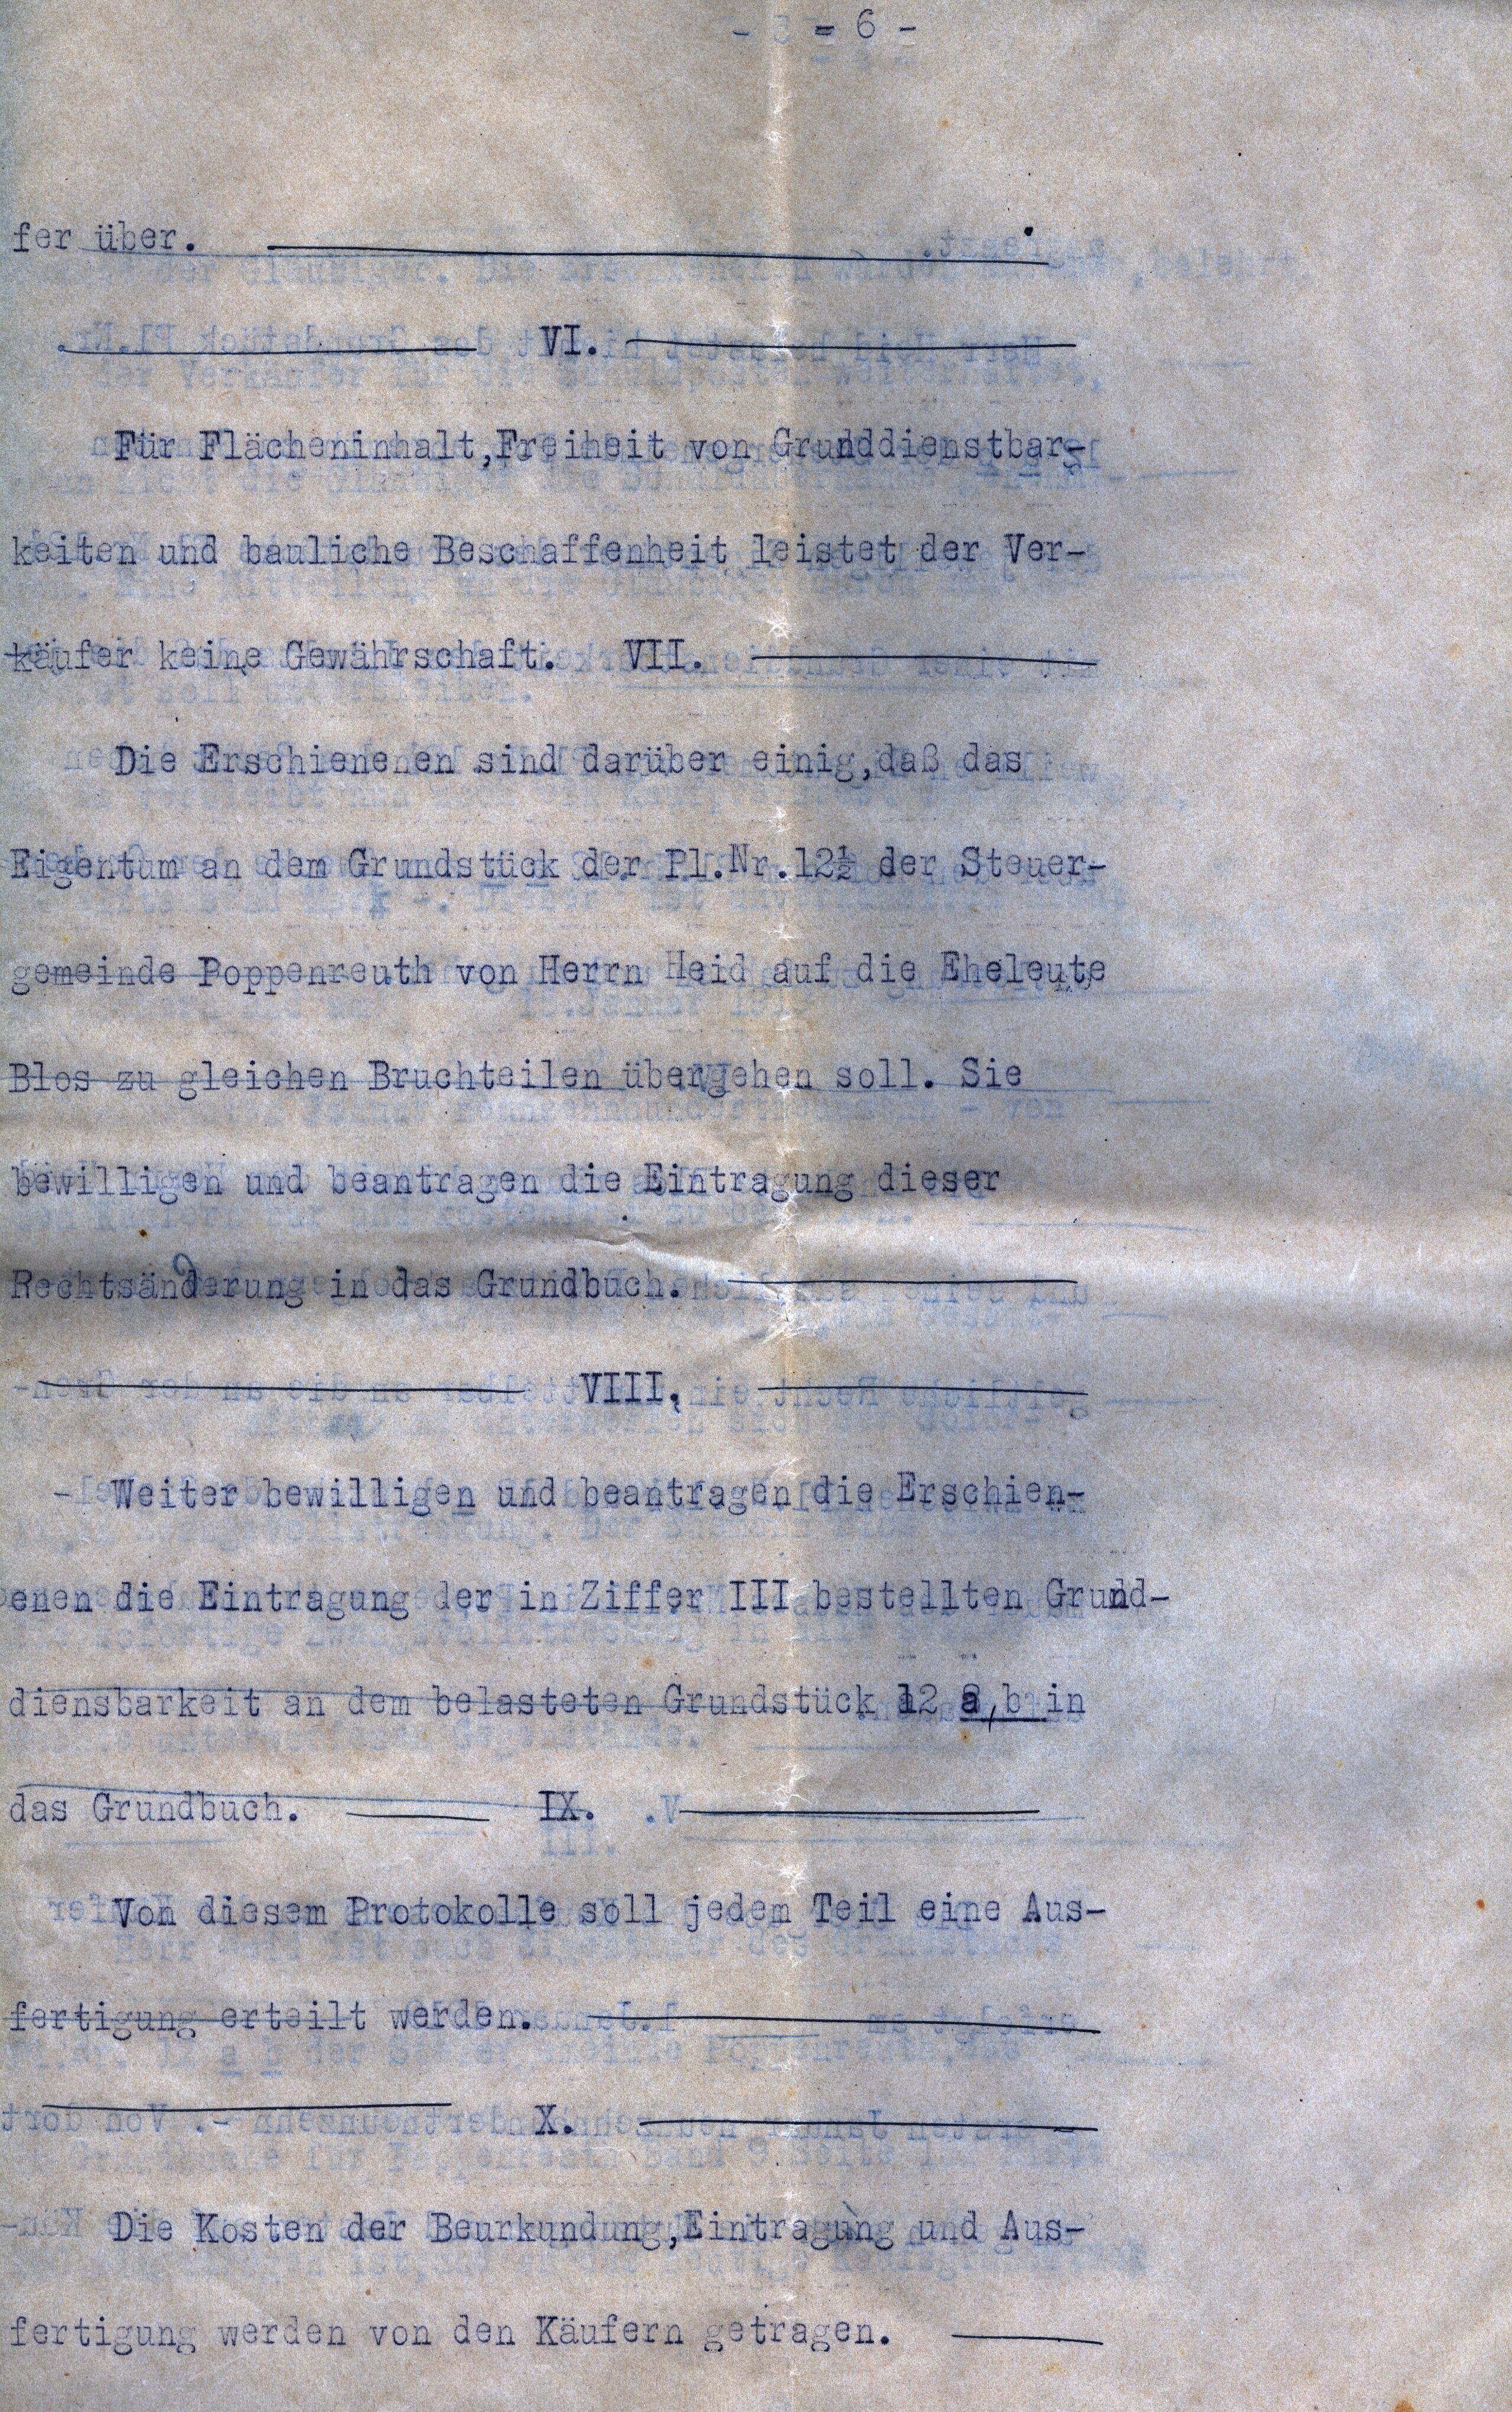 - 6 -
fer über.
VI.
Für Flächeninhalt,Freiheit von Grunddienstbar-
keiten und bauliche Beschaffenheit leistet der Ver-
käufer keine Gewährschaft. VII.
Die Erschienenen sind darüber einig,daß das
Eigentum an dem Grundstück der Pl.Nr.12½ der Steuer-
gemeinde Poppenreuth von Herrn Heid auf die Eheleute
Blos zu gleichen Bruchteilen übergehen soll. Sie
bewilligen und beantragen die Eintragung dieser
Rechtsänderung in das Grundbuch.
VIII.
Weiter bewilligen und beantragen die Erschien-
enen die Eintragung der in Ziffer III bestellten Grund-
diensbarkeit an dem belasteten Grundstück 12 a,b in
das Grundbuch. IX.
Von diesem Protokolle soll jedem Teil eine Aus-
fertigung erteilt werden.
X.
Die Kosten der Beurkundung,Eintragung und Aus-
fertigung werden von den Käufern getragen.